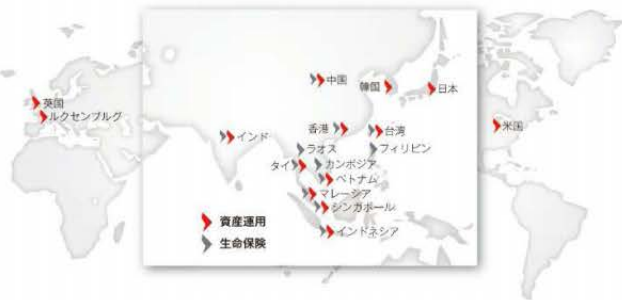 英国
ルクセンブルグ
中国
韓国
日本
インド
香港
台湾
ラオス
フィリピン
タイ
カンボジア
ベトナム
マレーシア
シンガポール
インドネシア
米国
資産運用
生命保険